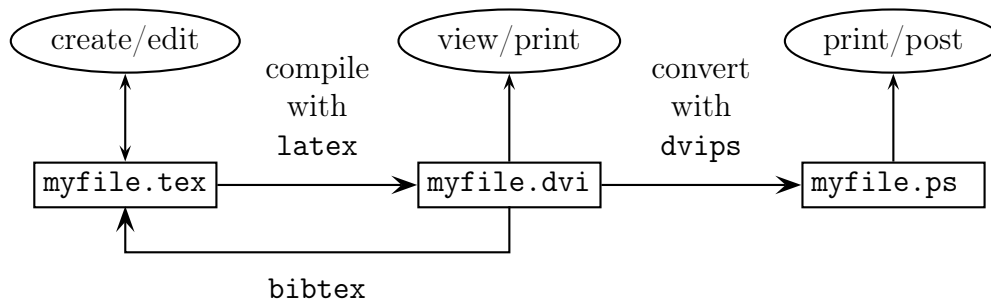 create/edit
view/print
print/post
compile
with
latex
convert
with
dvips
myfile.tex
myfile.dvi
myfile.ps
bibtex